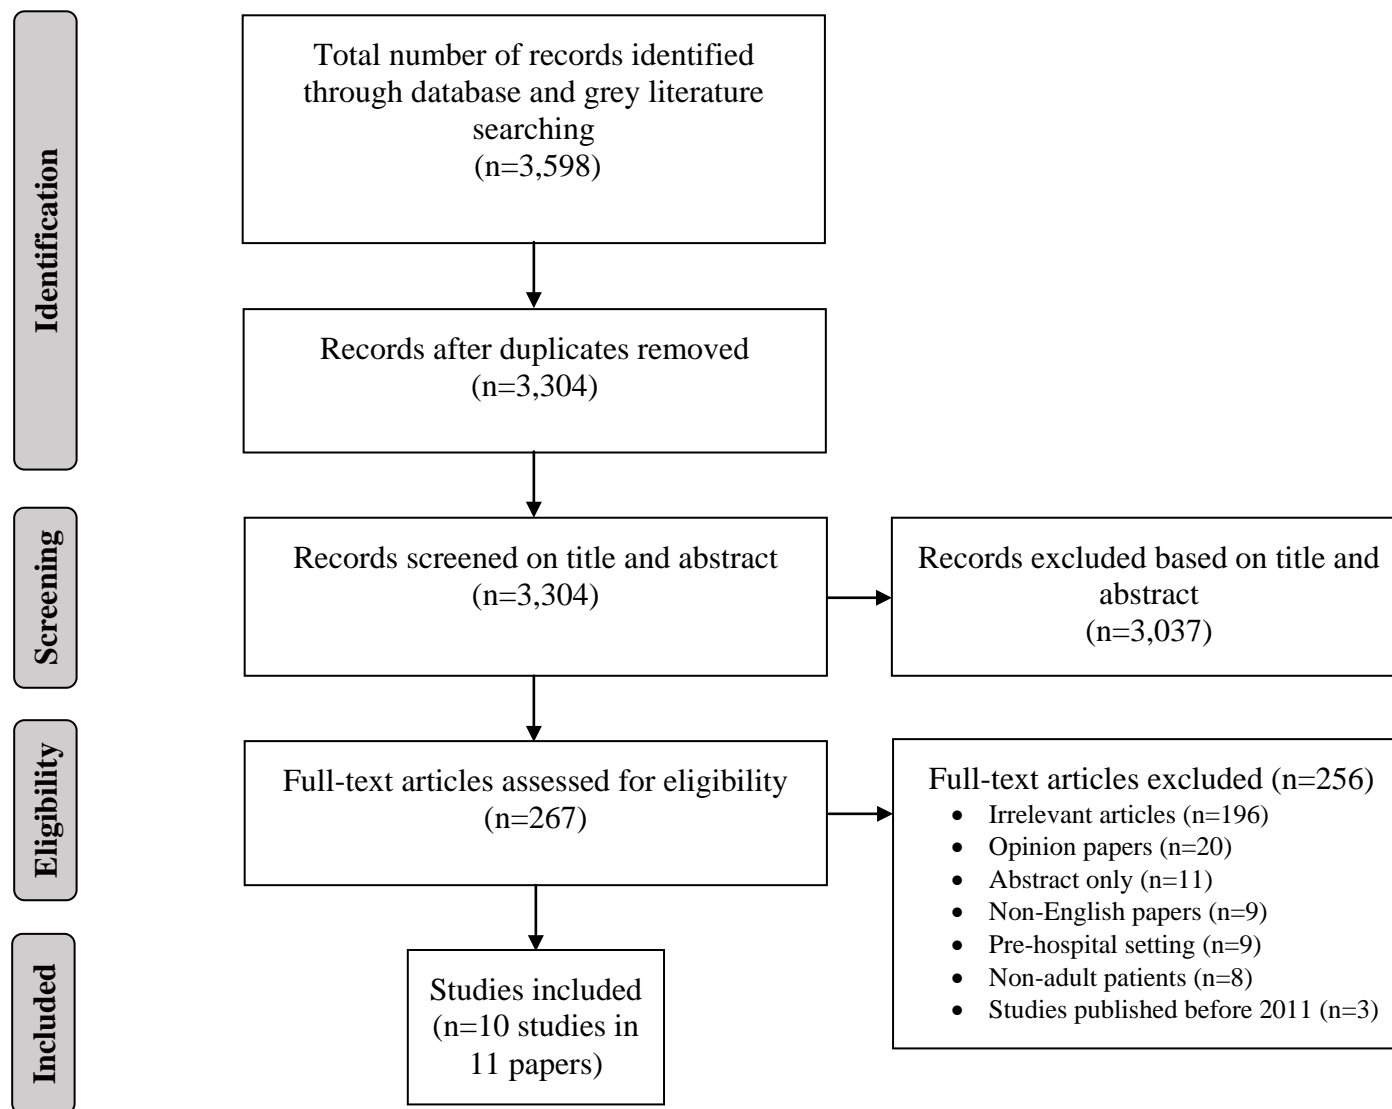 Identification
Total number of records identified
through database and grey literature
searching
(n=3,598)
Records after duplicates removed
(n=3,304)
Screening
Records screened on title and abstract
(n=3,304)
Records excluded based on title and
abstract
(n=3,037)
Eligibility
Full-text articles assessed for eligibility
(n=267)
Full-text articles excluded (n=256)
• Irrelevant articles (n=196)
• Opinion papers (n=20)
• Abstract only (n=11)
• Non-English papers (n=9)
• Pre-hospital setting (n=9)
• Non-adult patients (n=8)
• Studies published before 2011 (n=3)
Included
Studies included
(n=10 studies in
11 papers)